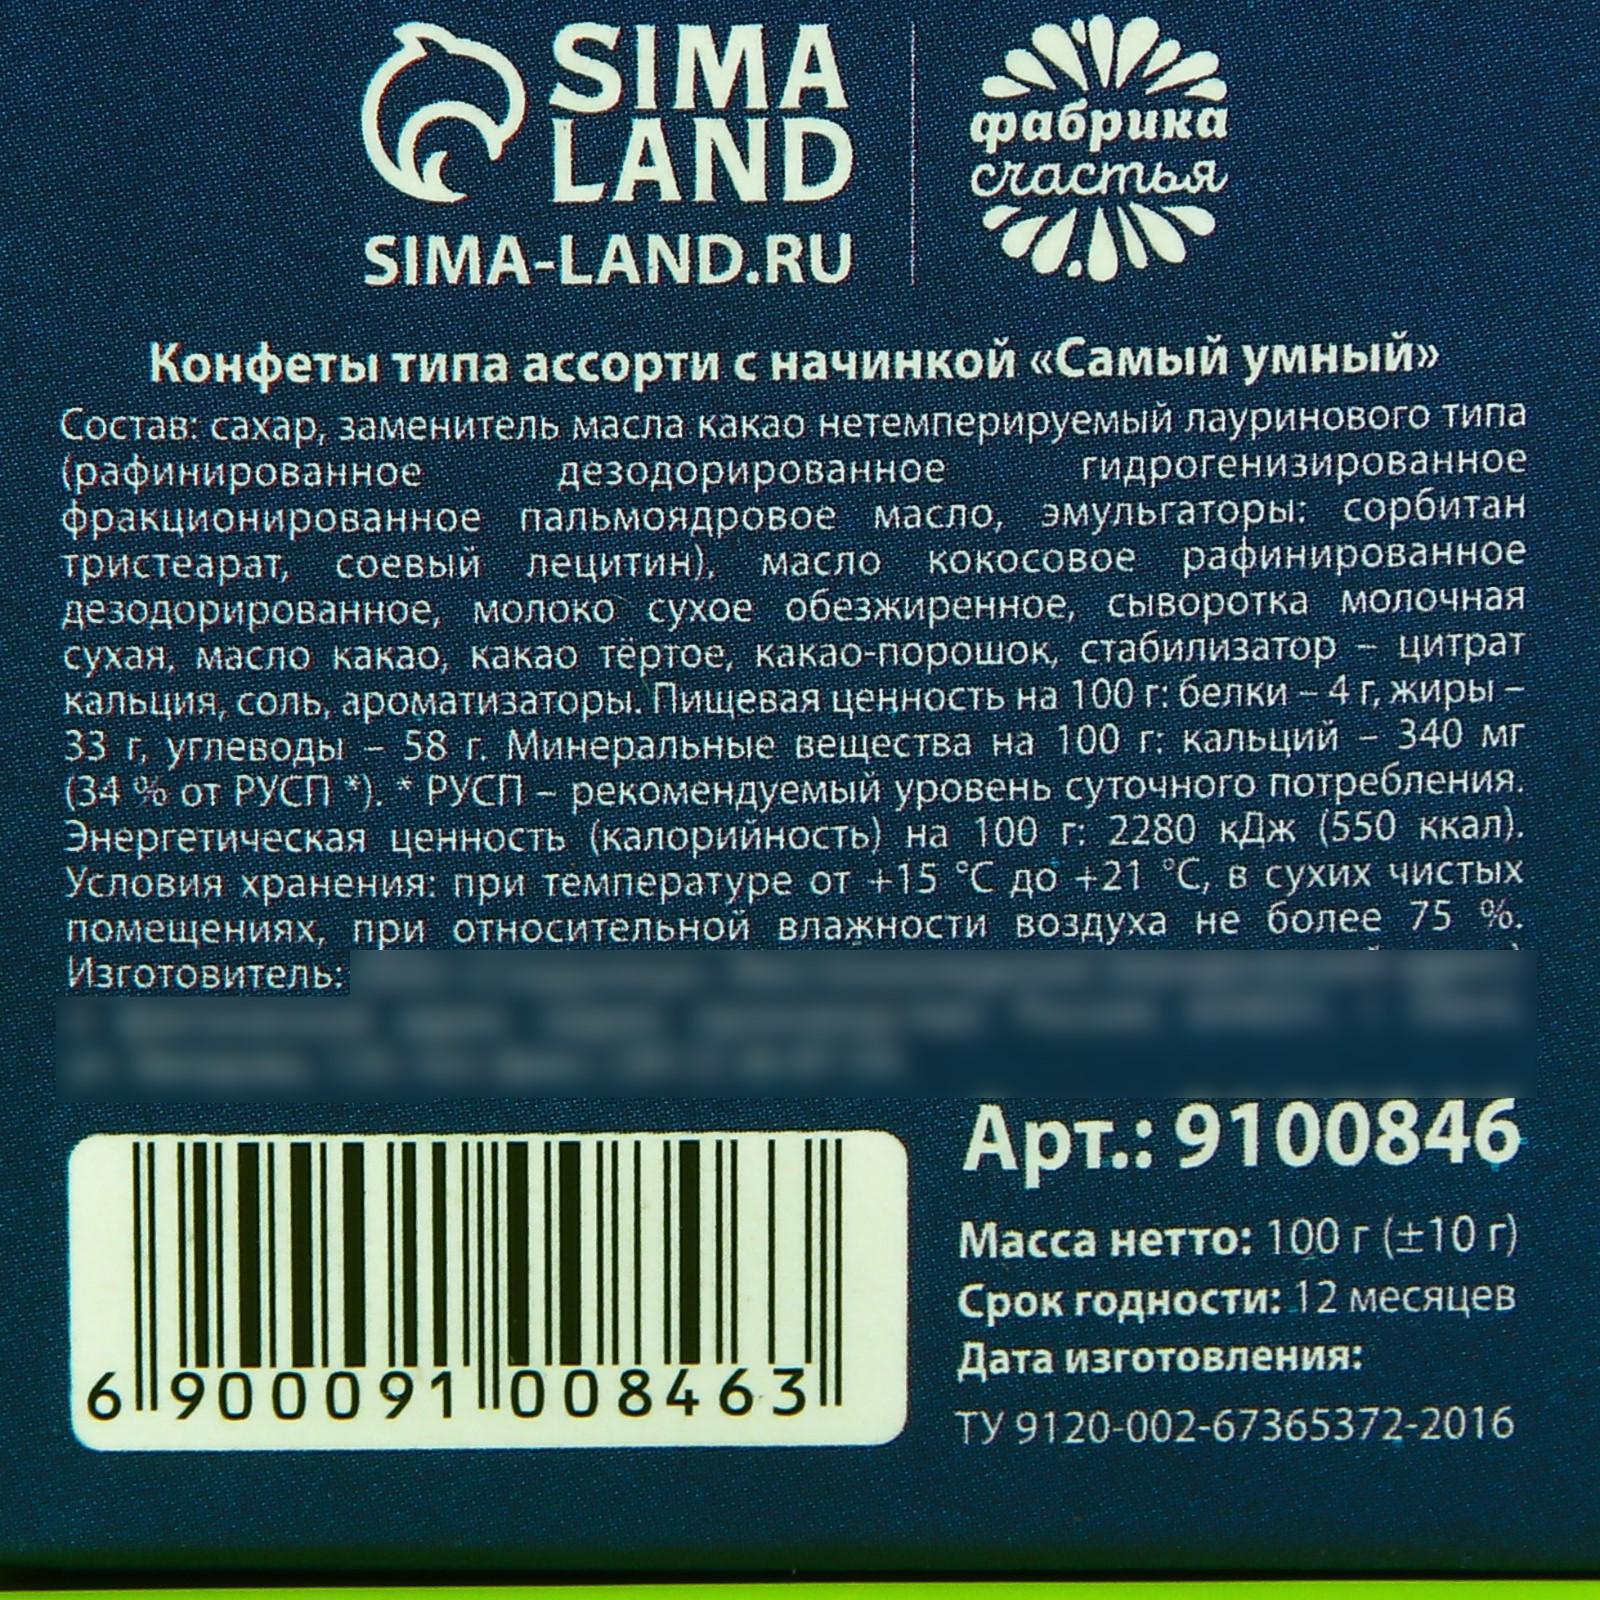 SIMA
LAND
SIMA-LAND.RU
фабрика
счастья
Конфеты типа ассорти с начинкой «Самый умный»
Состав: сахар, заменитель масла какао нетемперируемый лауринового типа
(рафинированное дезодорированное гидрогенизированное
фракционированное пальмоядровое масло, эмульгаторы: сорбитан
тристеарат, соевый лецитин), масло кокосовое рафинированное
дезодорированное, молоко сухое обезжиренное, сыворотка молочная
сухая, масло какао, какао тёртое, какао-порошок, стабилизатор – цитрат
кальция, соль, ароматизаторы. Пищевая ценность на 100 г: белки – 4 г, жиры –
33 г, углеводы – 58 г. Минеральные вещества на 100 г: кальций – 340 мг
(34 % от РУСП *). * РУСП – рекомендуемый уровень суточного потребления.
Энергетическая ценность (калорийность) на 100 г: 2280 кДж (550 ккал).
Условия хранения: при температуре от +15 °С до +21 °С, в сухих чистых
помещениях, при относительной влажности воздуха не более 75 %.
Изготовитель:
Арт.: 9100846
Масса нетто: 100 г (±10 г)
Срок годности: 12 месяцев
Дата изготовления:
ТУ 9120-002-67365372-2016
6 900091 008463